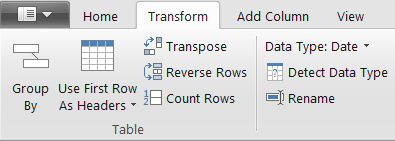 Home Transform Add Column View
Group By
Use First Row As Headers
Transpose
Reverse Rows
Count Rows
Table
Data Type: Date
Detect Data Type
Rename